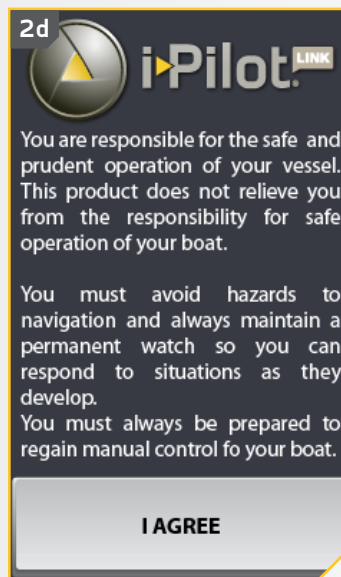 2d
i▸Pilot. LINK
You are responsible for the safe and
prudent operation of your vessel.
This product does not relieve you
from the responsibility for safe
operation of your boat.
You must avoid hazards to
navigation and always maintain a
permanent watch so you can
respond to situations as they
develop.
You must always be prepared to
regain manual control fo your boat.
I AGREE